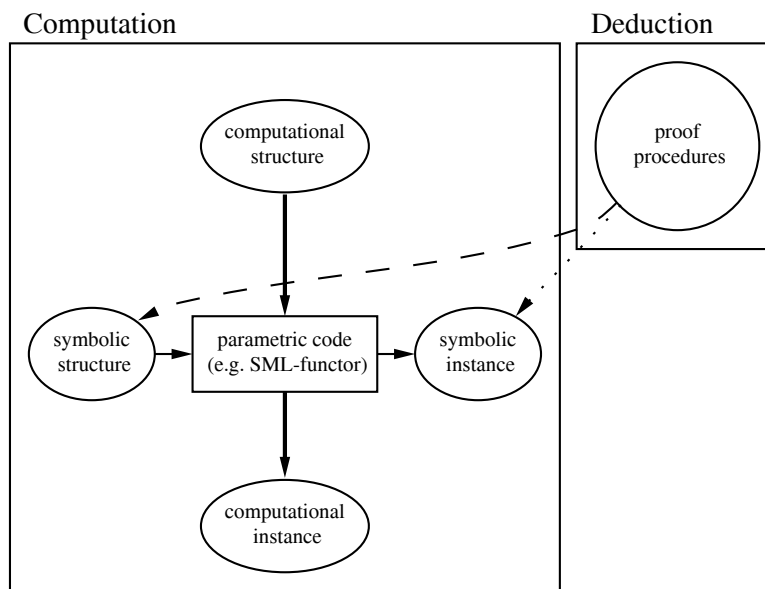 Computation
Deduction
computational
structure
proof
procedures
symbolic
structure
parametric code
(e.g. SML-functor)
symbolic
instance
computational
instance